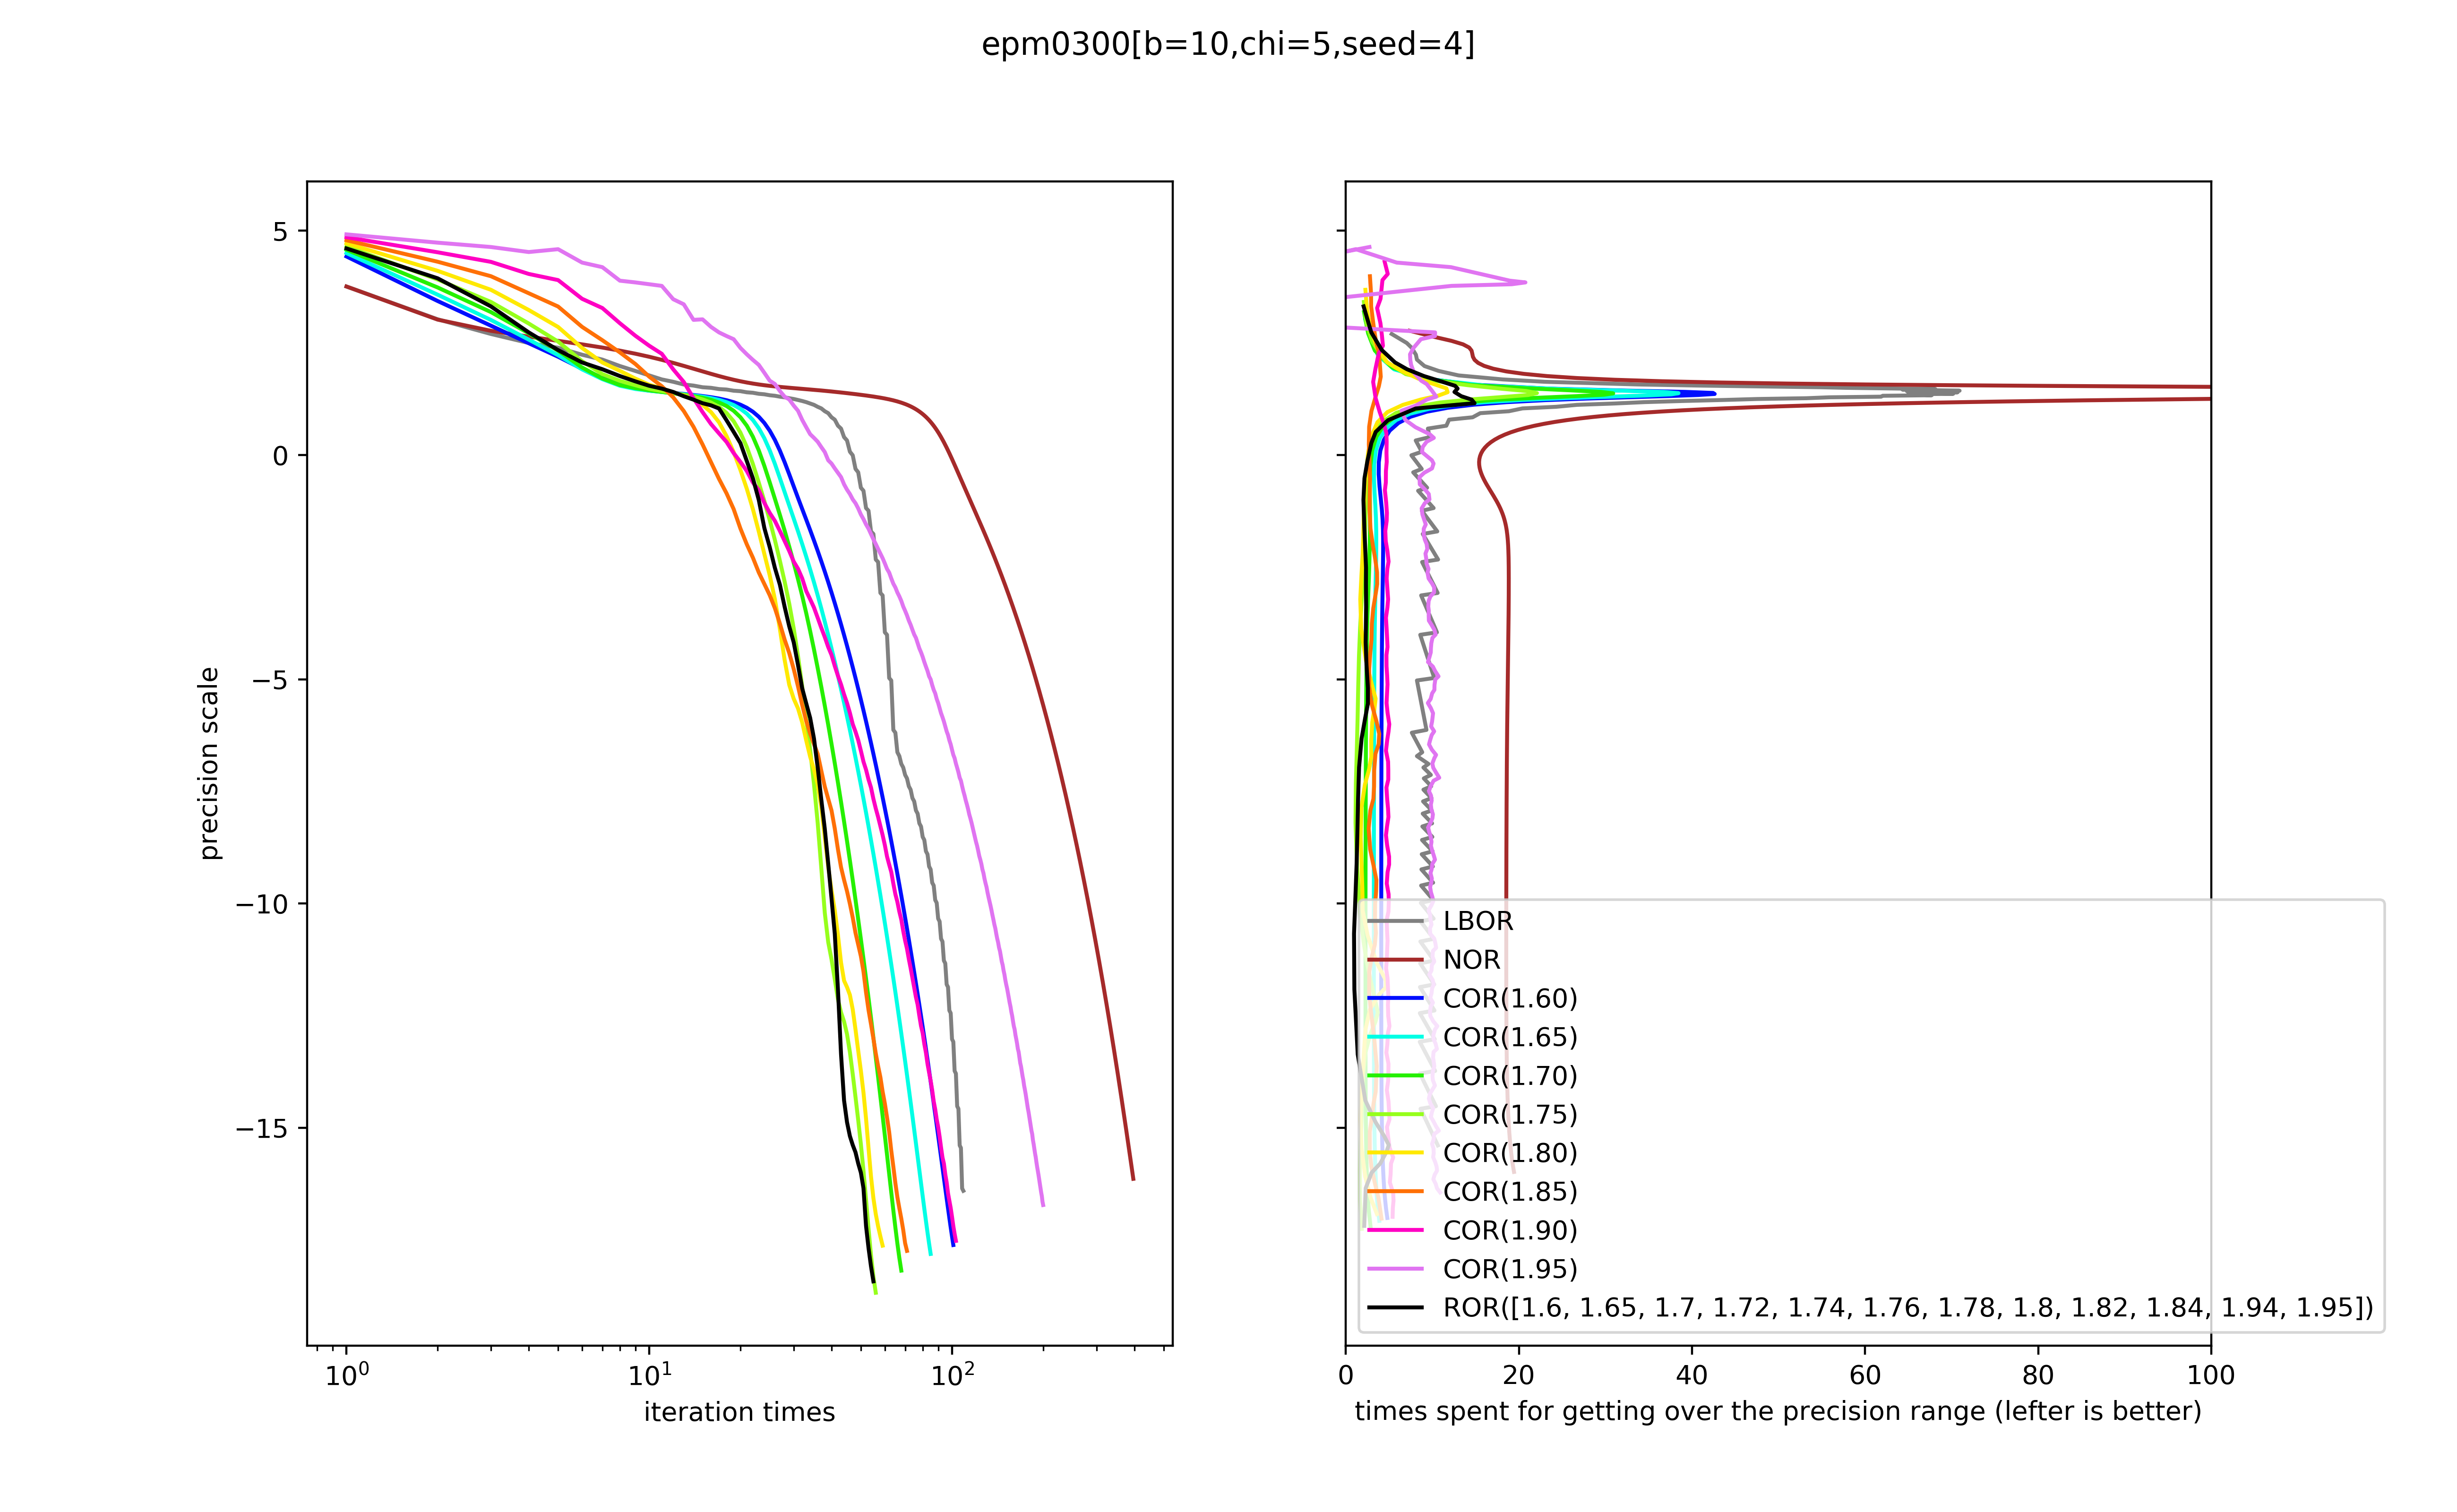 epm0300[b=10,chi=5,seed=4]
precision scale
5
0
−5
−10
−15
10^0
10^1
10^2
iteration times
0
20
40
60
80
100
times spent for getting over the precision range (lefter is better)
LBOR
NOR
COR(1.60)
COR(1.65)
COR(1.70)
COR(1.75)
COR(1.80)
COR(1.85)
COR(1.90)
COR(1.95)
ROR([1.6, 1.65, 1.7, 1.72, 1.74, 1.76, 1.78, 1.8, 1.82, 1.84, 1.94, 1.95])